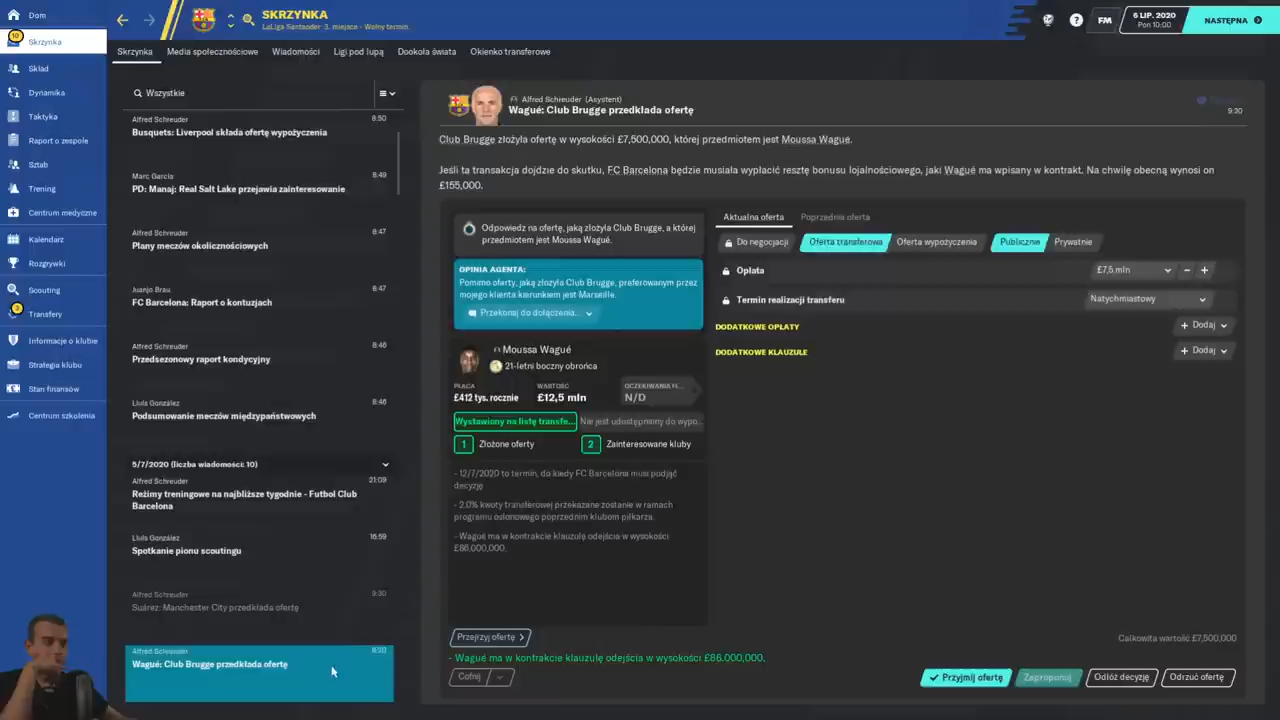 Dom
10
Skrzynka
Skład
Dynamika
Taktyka
Raport o zespole
Sztab
Trening
Centrum medyczne
Kalendarz
Rozgrywki
Scouting
3
Transfery
Informacje o klubie
Strategia klubu
Stan finansów
Centrum szkolenia
SKRZYNKA
LaLiga Santander 3. miejsce - Wolny termin.
FM
6 LIP. 2020
Pon 10:00
NASTĘPNA
Skrzynka
Media społecznościowe
Wiadomości
Ligi pod lupą
Dookoła świata
Okienko transferowe
Wszystkie
Alfred Schreuder 8:50
Busquets: Liverpool składa ofertę wypożyczenia
Marc Garcia 8:49
PD: Manaj: Real Salt Lake przejawia zainteresowanie
Alfred Schreuder 8:47
Plany meczów okolicznościowych
Juanjo Brau 8:47
FC Barcelona: Raport o kontuzjach
Alfred Schreuder 8:46
Przedsezonowy raport kondycyjny
Lluís González 8:46
Podsumowanie meczów międzypaństwowych
5/7/2020 (liczba wiadomości: 10)
Alfred Schreuder 21:09
Reżimy treningowe na najbliższe tygodnie - Futbol Club
Barcelona
Lluís González 16:59
Spotkanie pionu scoutingu
Alfred Schreuder 9:30
Suárez: Manchester City przedkłada ofertę
Alfred Schreuder
Wagué: Club Brugge przedkłada ofertę
Alfred Schreuder (Asystent)
Wagué: Club Brugge przedkłada ofertę
9:30
Club Brugge złożyła ofertę w wysokości £7,500,000, której przedmiotem jest Moussa Wagué.
Jeśli ta transakcja dojdzie do skutku, FC Barcelona będzie musiała wypłacić resztę bonusu lojalnościowego, jaki Wagué ma wpisany w kontrakt. Na chwilę obecną wynosi on
£155,000.
Odpowiedz na ofertę, jaką złożyła Club Brugge, a której
przedmiotem jest Moussa Wagué.
OPINIA AGENTA:
Pomimo oferty, jaką złożyła Club Brugge, preferowanym przez
mojego klienta kierunkiem jest Marseille.
Przekonaj do dołączenia...
Moussa Wagué
21-letni boczny obrońca
PŁACA
£412 tys. rocznie
WARTOŚĆ
£12,5 mln
OCZEKIWANIA FI...
N/D
Wystawiony na listę transfe...
Nie jest udostępniany do wypo...
1 Złożone oferty
2 Zainteresowane kluby
- 12/7/2020 to termin, do kiedy FC Barcelona musi podjąć
decyzję
- 2,0% kwoty transferowej przekazane zostanie w ramach
programu osłonowego poprzednim klubom piłkarza.
- Wagué ma w kontrakcie klauzulę odejścia w wysokości
£86,000,000.
Aktualna oferta
Poprzednia oferta
Do negocjacji
Oferta transferowa
Oferta wypożyczenia
Publicznie
Prywatnie
Opłata
£7,5 mln
Termin realizacji transferu
Natychmiastowy
DODATKOWE OPŁATY
Dodaj
DODATKOWE KLAUZULE
Dodaj
Przejrzyj ofertę
Całkowita wartość £7,500,000
- Wagué ma w kontrakcie klauzulę odejścia w wysokości £86,000,000.
Cofnij
Przyjmij ofertę
Zaproponuj
Odłóż decyzję
Odrzuć ofertę